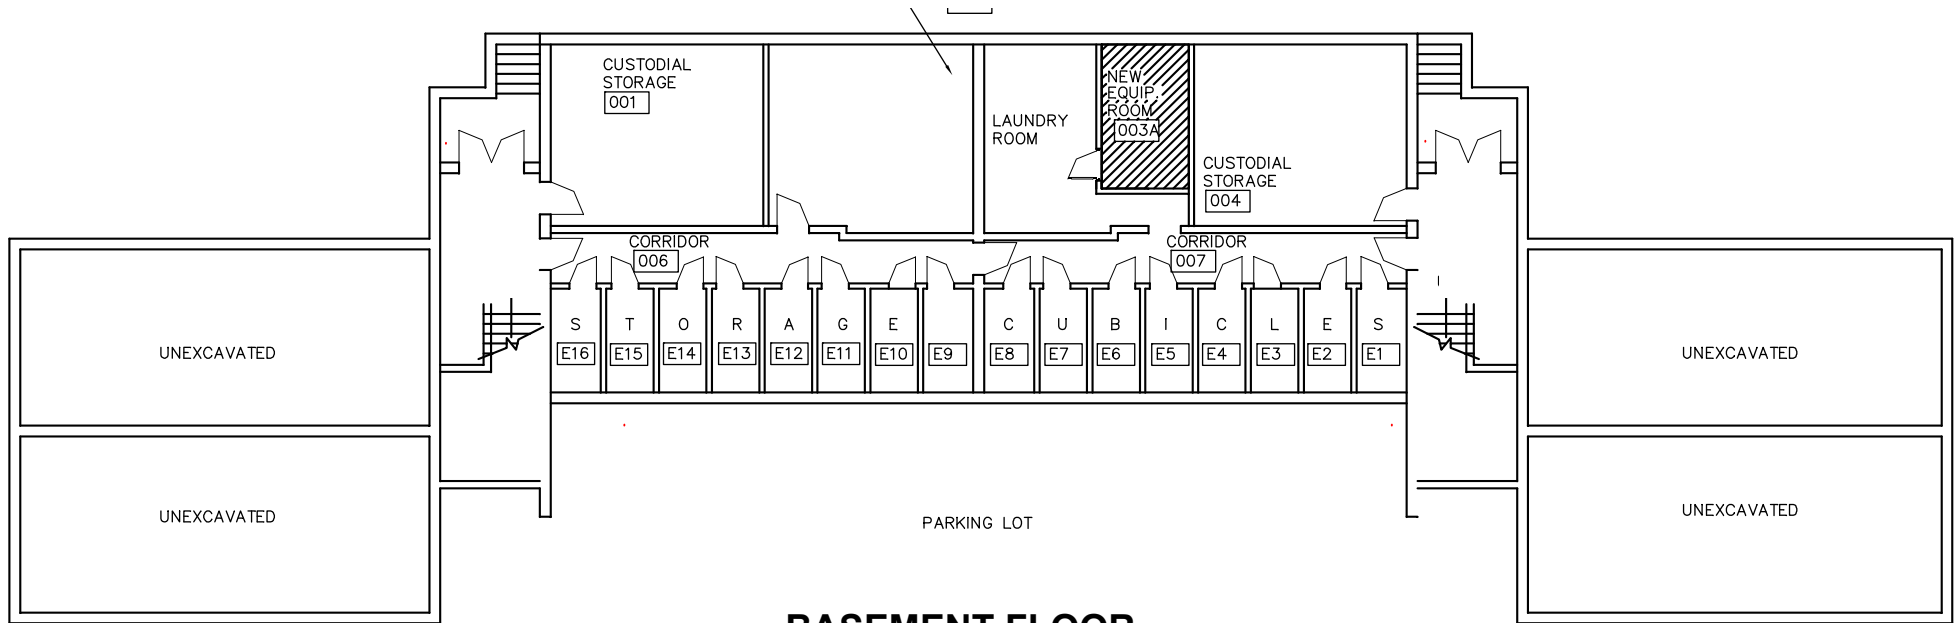 CUSTODIAL
STORAGE
001
LAUNDRY
ROOM
NEW
EQUIP.
ROOM
003A
CUSTODIAL
STORAGE
004
CORRIDOR
006
CORRIDOR
007
S T O R A G E C U B I C L E S
E16 E15 E14 E13 E12 E11 E10 E9 E8 E7 E6 E5 E4 E3 E2 E1
UNEXCAVATED
UNEXCAVATED
UNEXCAVATED
UNEXCAVATED
PARKING LOT
BASEMENT FLOOR